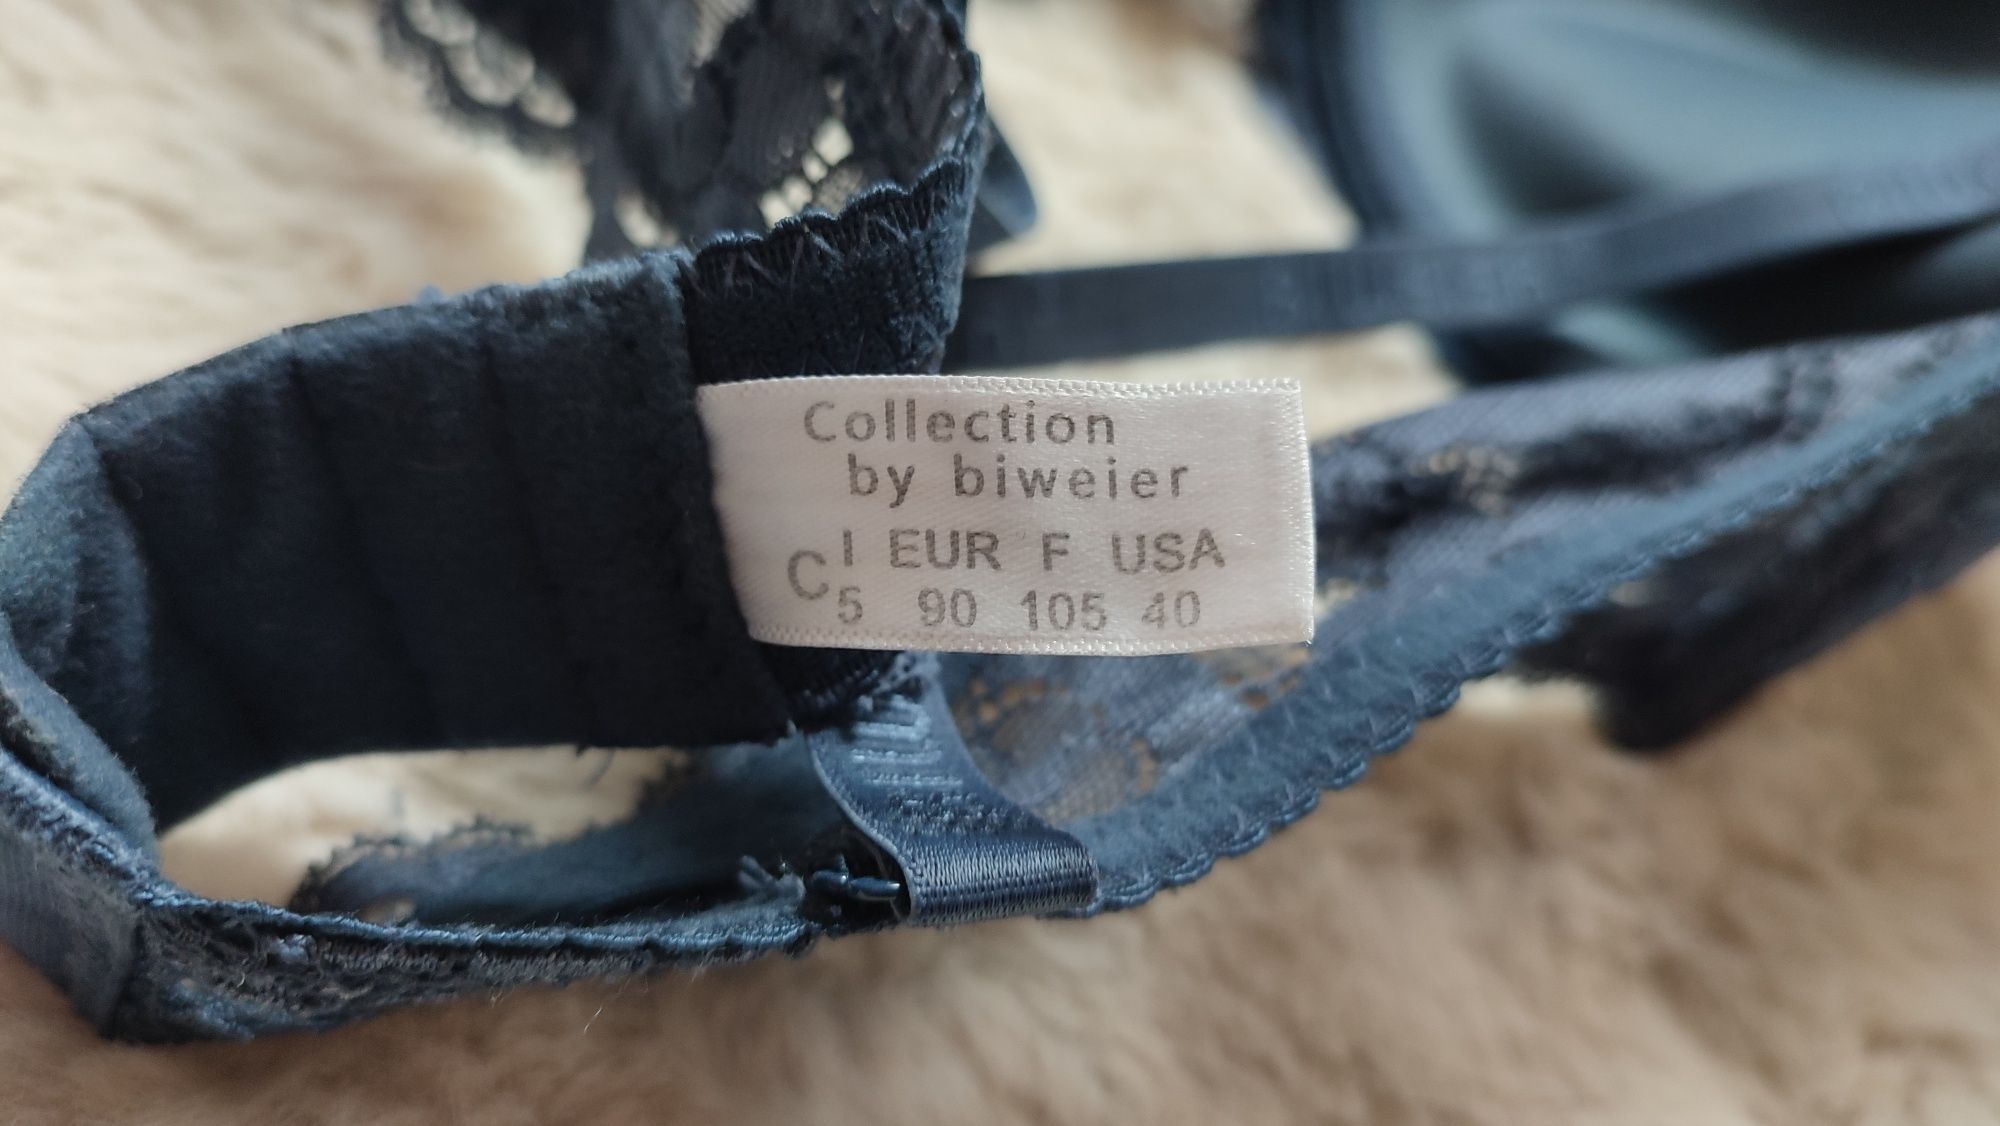 Collection
by biweier
C I EUR F USA
5 90 105 40